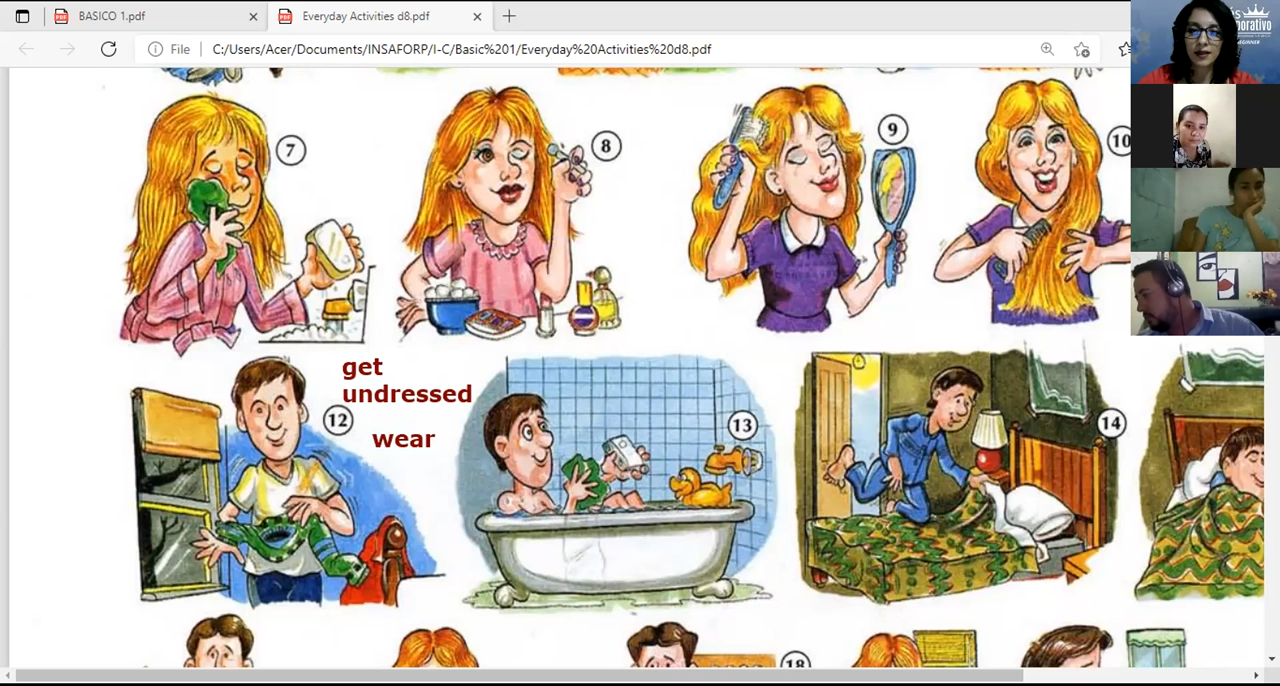 BASICO 1.pdf
Everyday Activities d8.pdf
File
C:/Users/Acer/Documents/INSAFORP/I-C/Basic%201/Everyday%20Activities%20d8.pdf
7
8
9
10
get
undressed
wear
12
13
14
18